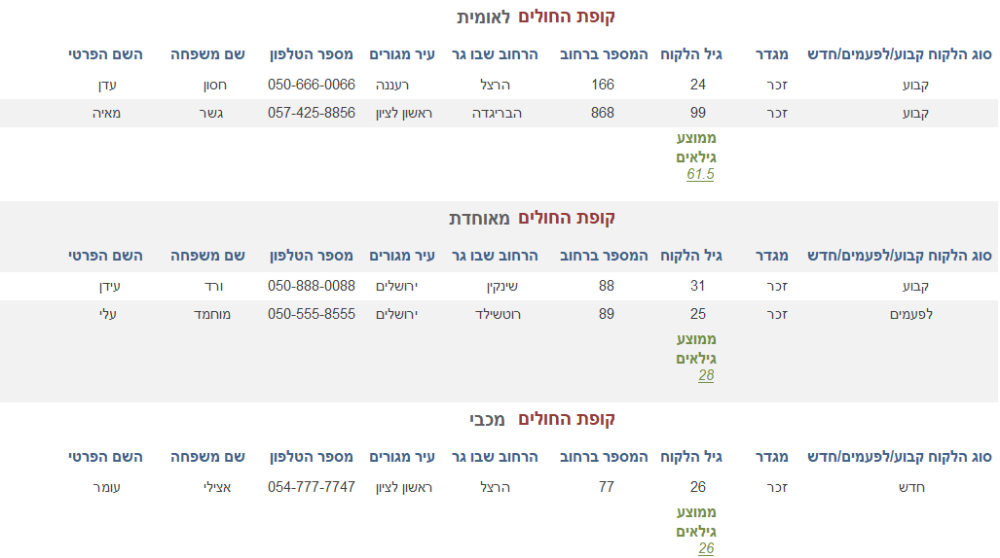 קופת החולים לאומית
סוג הלקוח קבוע/לפעמים/חדש מגדר גיל הלקוח המספר ברחוב הרחוב שבו גר עיר מגורים מספר הטלפון שם משפחה השם הפרטי
קבוע זכר 24 166 הרצל רעננה 050-666-0066 חסון עדן
קבוע זכר 99 868 הבריגדה ראשון לציון 057-425-8856 גשר מאיה
ממוצע
גילאים
61.5
קופת החולים מאוחדת
סוג הלקוח קבוע/לפעמים/חדש מגדר גיל הלקוח המספר ברחוב הרחוב שבו גר עיר מגורים מספר הטלפון שם משפחה השם הפרטי
קבוע זכר 31 88 שינקין ירושלים 050-888-0088 ורד עידן
לפעמים זכר 25 89 רוטשילד ירושלים 050-555-8555 מוחמד עלי
ממוצע
גילאים
28
קופת החולים מכבי
סוג הלקוח קבוע/לפעמים/חדש מגדר גיל הלקוח המספר ברחוב הרחוב שבו גר עיר מגורים מספר הטלפון שם משפחה השם הפרטי
חדש זכר 26 77 הרצל ראשון לציון 054-777-7747 אצילי עומר
ממוצע
גילאים
26